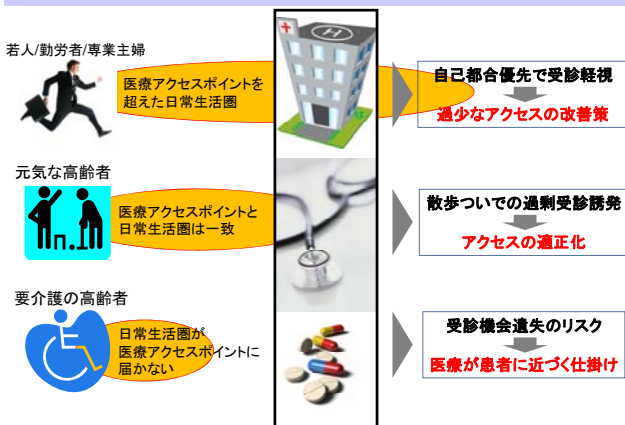 若人/勤労者/専業主婦
医療アクセスポイントを
超えた日常生活圏
H
自己都合優先で受診軽視
過少なアクセスの改善策
元気な高齢者
医療アクセスポイントと
日常生活圏は一致
散歩ついでの過剰受診誘発
アクセスの適正化
要介護の高齢者
日常生活圏が
医療アクセスポイントに
届かない
受診機会遺失のリスク
医療が患者に近づく仕掛け